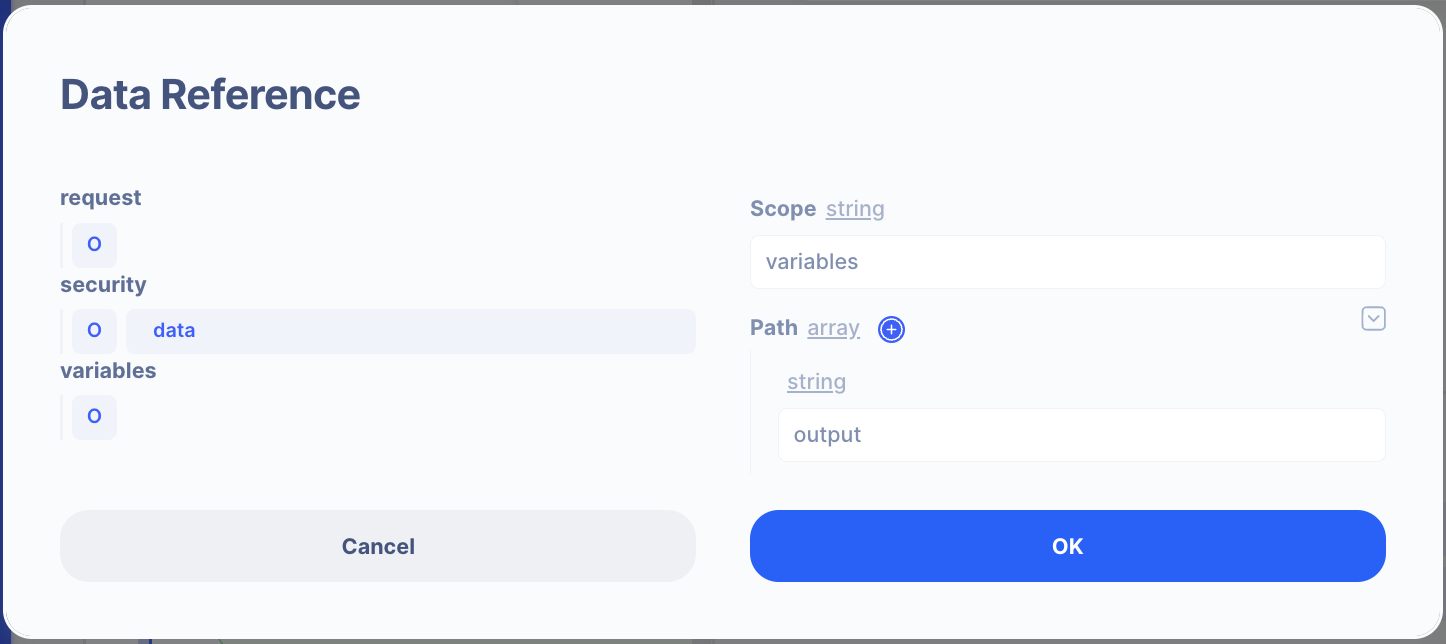 Data Reference
request
O
security
O data
variables
O
Scope string
variables
Path array
string
output
Cancel
OK